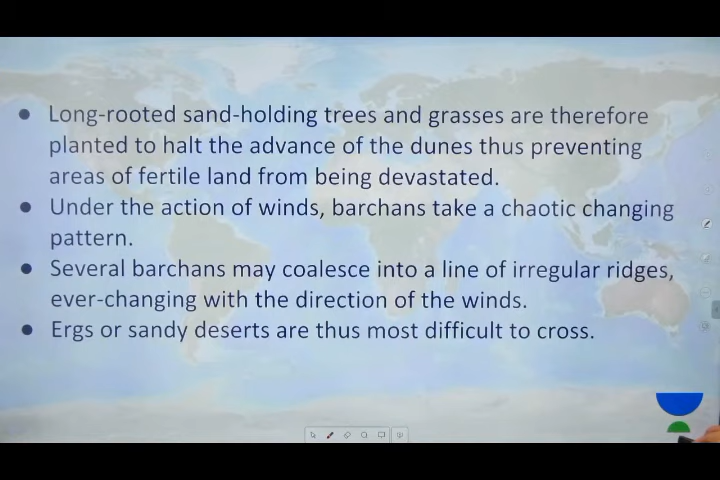 ● Long-rooted sand-holding trees and grasses are therefore
planted to halt the advance of the dunes thus preventing
areas of fertile land from being devastated.
● Under the action of winds, barchans take a chaotic changing
pattern.
● Several barchans may coalesce into a line of irregular ridges,
ever-changing with the direction of the winds.
● Ergs or sandy deserts are thus most difficult to cross.